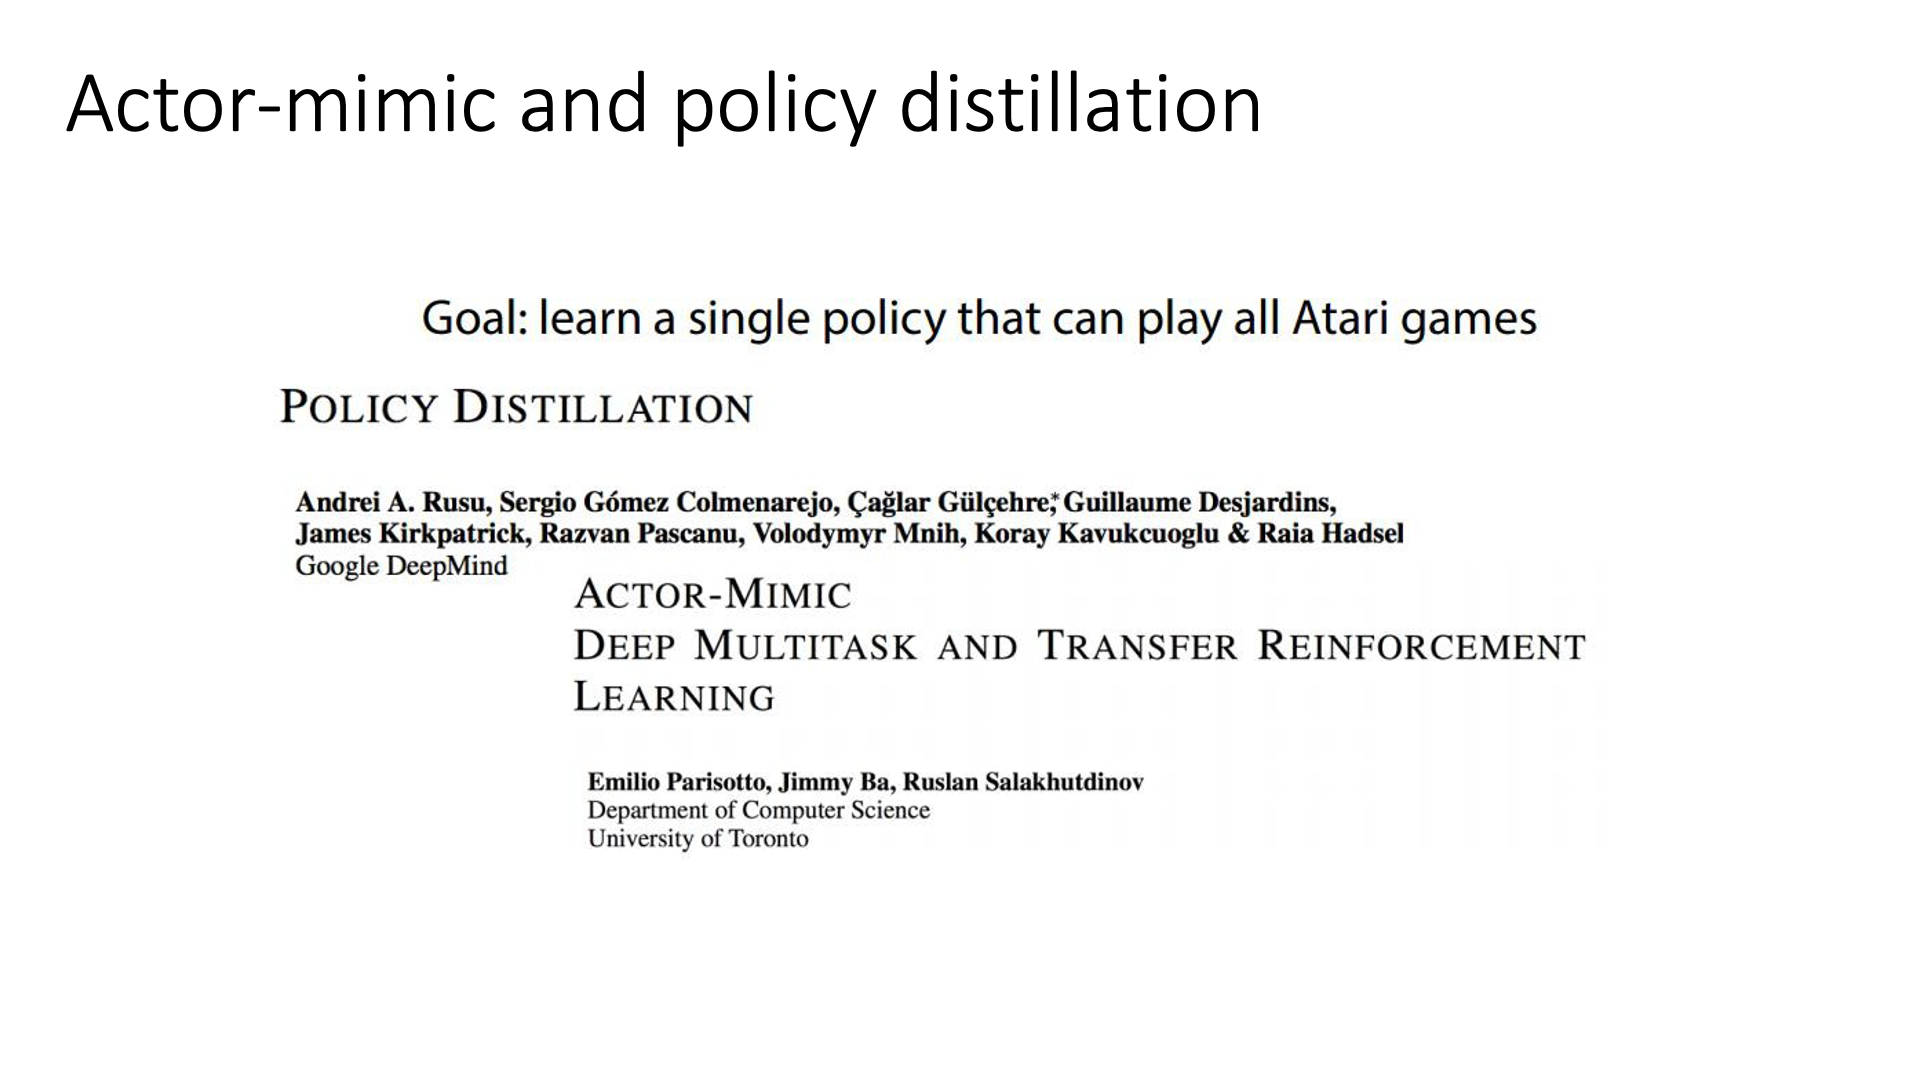 Actor-mimic and policy distillation
Goal: learn a single policy that can play all Atari games
POLICY DISTILLATION
Andrei A. Rusu, Sergio Gómez Colmenarejo, Çağlar Gülçehre,* Guillaume Desjardins,
James Kirkpatrick, Razvan Pascanu, Volodymyr Mnih, Koray Kavukcuoglu & Raia Hadsel
Google DeepMind
ACTOR-MIMIC
DEEP MULTITASK AND TRANSFER REINFORCEMENT
LEARNING
Emilio Parisotto, Jimmy Ba, Ruslan Salakhutdinov
Department of Computer Science
University of Toronto